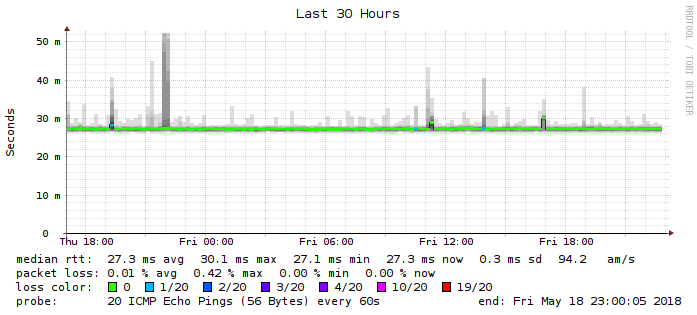 Last 30 Hours
RRDTOOL / TOBI OETIKER
Seconds
50 m
40 m
30 m
20 m
10 m
0
Thu 18:00 Fri 00:00 Fri 06:00 Fri 12:00 Fri 18:00
median rtt: 27.3 ms avg 30.1 ms max 27.1 ms min 27.3 ms now 0.3 ms sd 94.2 am/s
packet loss: 0.01 % avg 0.42 % max 0.00 % min 0.00 % now
loss color: 0 1/20 2/20 3/20 4/20 10/20 19/20
probe: 20 ICMP Echo Pings (56 Bytes) every 60s end: Fri May 18 23:00:05 2018